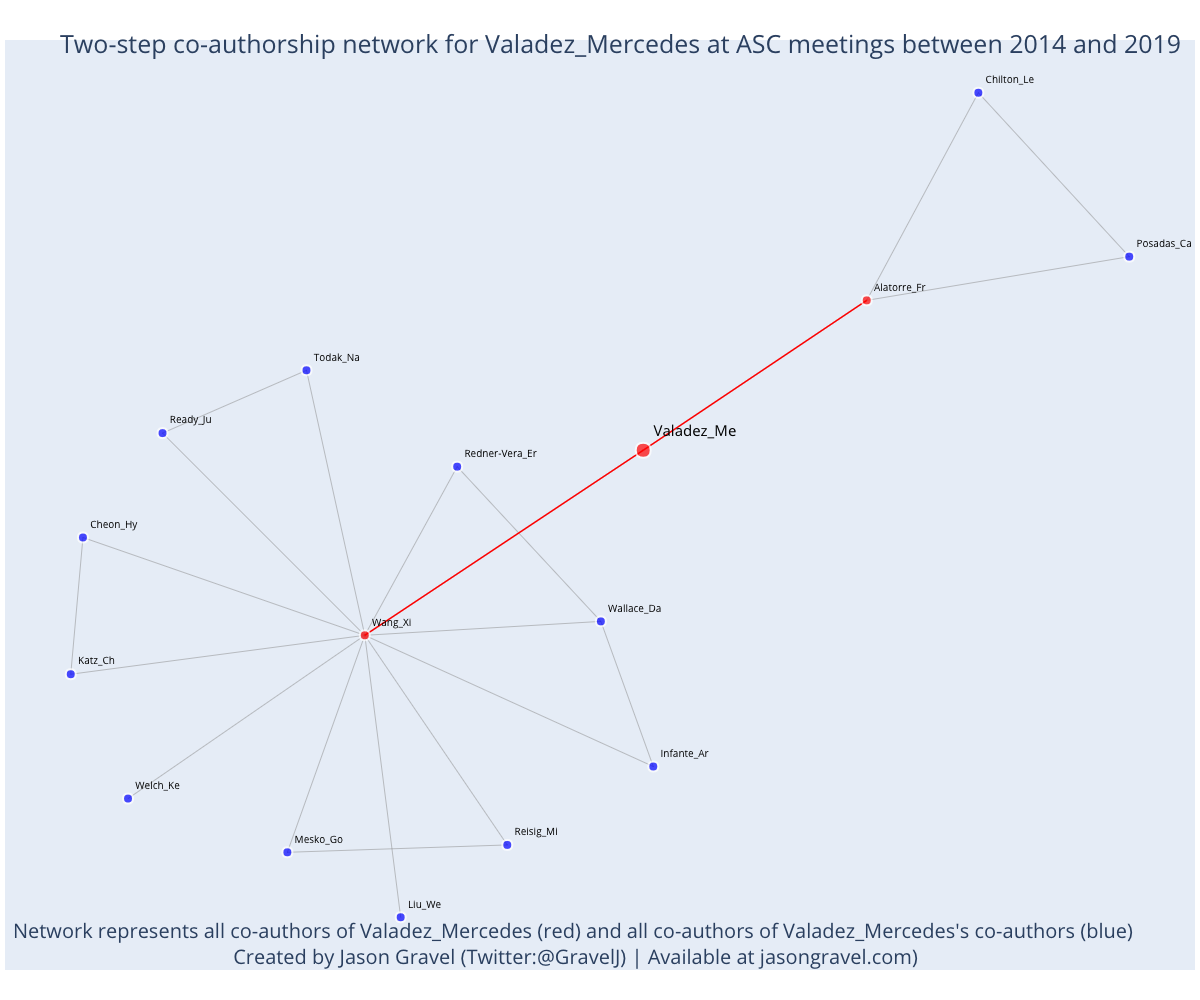 Two-step co-authorship network for Valadez_Mercedes at ASC meetings between 2014 and 2019
Chilton_Le
Posadas_Ca
Alatorre_Fr
Todak_Na
Ready_Ju
Valadez_Me
Redner-Vera_Er
Cheon_Hy
Wallace_Da
Wang_Xi
Katz_Ch
Infante_Ar
Welch_Ke
Reisig_Mi
Mesko_Go
Liu_We
Network represents all co-authors of Valadez_Mercedes (red) and all co-authors of Valadez_Mercedes's co-authors (blue)
Created by Jason Gravel (Twitter:@GravelJ) | Available at jasongravel.com)